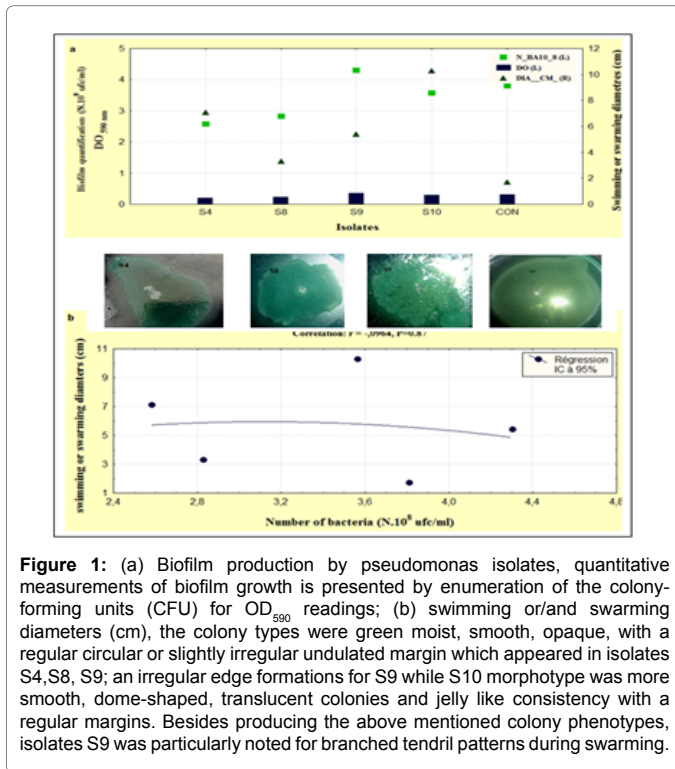 a
N_BA10_8 (L)
DO (L)
DIA__CM_ (R)
Biofilm quantification (N.10⁸ ufc/ml)
DO 590 nm
5
4
3
2
1
0
12
10
8
6
4
2
0
Swimming or swarming diametres (cm)
S4 S8 S9 S10 CON
Isolates
S4
b
Correlation: r = -,0964, P=0.87
swimming or swarming diamters (cm)
11
9
7
5
3
1
Régression
IC à 95%
2,4 2,8 3,2 3,6 4,0 4,4 4,8
Number of bacteria (N.10⁸ ufc/ml)
Figure 1: (a) Biofilm production by pseudomonas isolates, quantitative
measurements of biofilm growth is presented by enumeration of the colony-
forming units (CFU) for OD₅₉₀ readings; (b) swimming or/and swarming
diameters (cm), the colony types were green moist, smooth, opaque, with a
regular circular or slightly irregular undulated margin which appeared in isolates
S4,S8, S9; an irregular edge formations for S9 while S10 morphotype was more
smooth, dome-shaped, translucent colonies and jelly like consistency with a
regular margins. Besides producing the above mentioned colony phenotypes,
isolates S9 was particularly noted for branched tendril patterns during swarming.